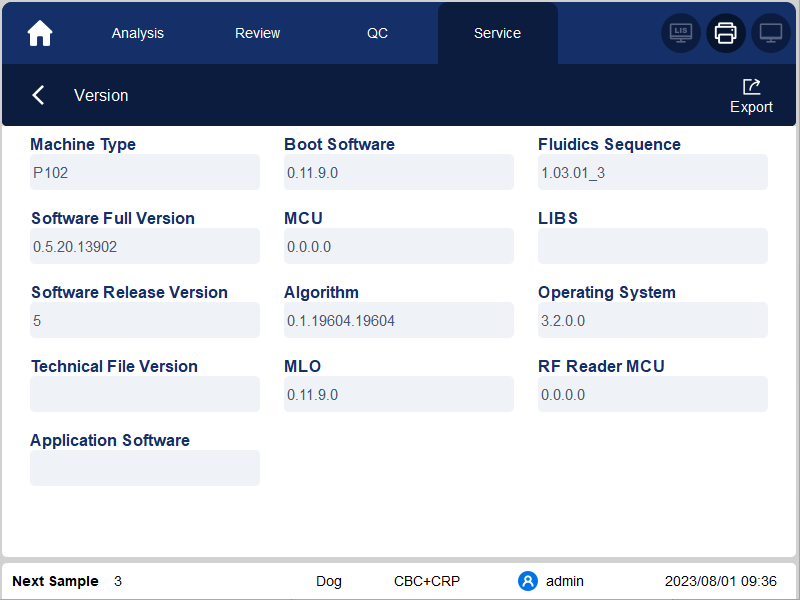 Analysis Review QC Service LIS
Version Export
Machine Type Boot Software Fluidics Sequence
P102 0.11.9.0 1.03.01_3
Software Full Version MCU LIBS
0.5.20.13902 0.0.0.0
Software Release Version Algorithm Operating System
5 0.1.19604.19604 3.2.0.0
Technical File Version MLO RF Reader MCU
0.11.9.0 0.0.0.0
Application Software
Next Sample 3 Dog CBC+CRP admin 2023/08/01 09:36